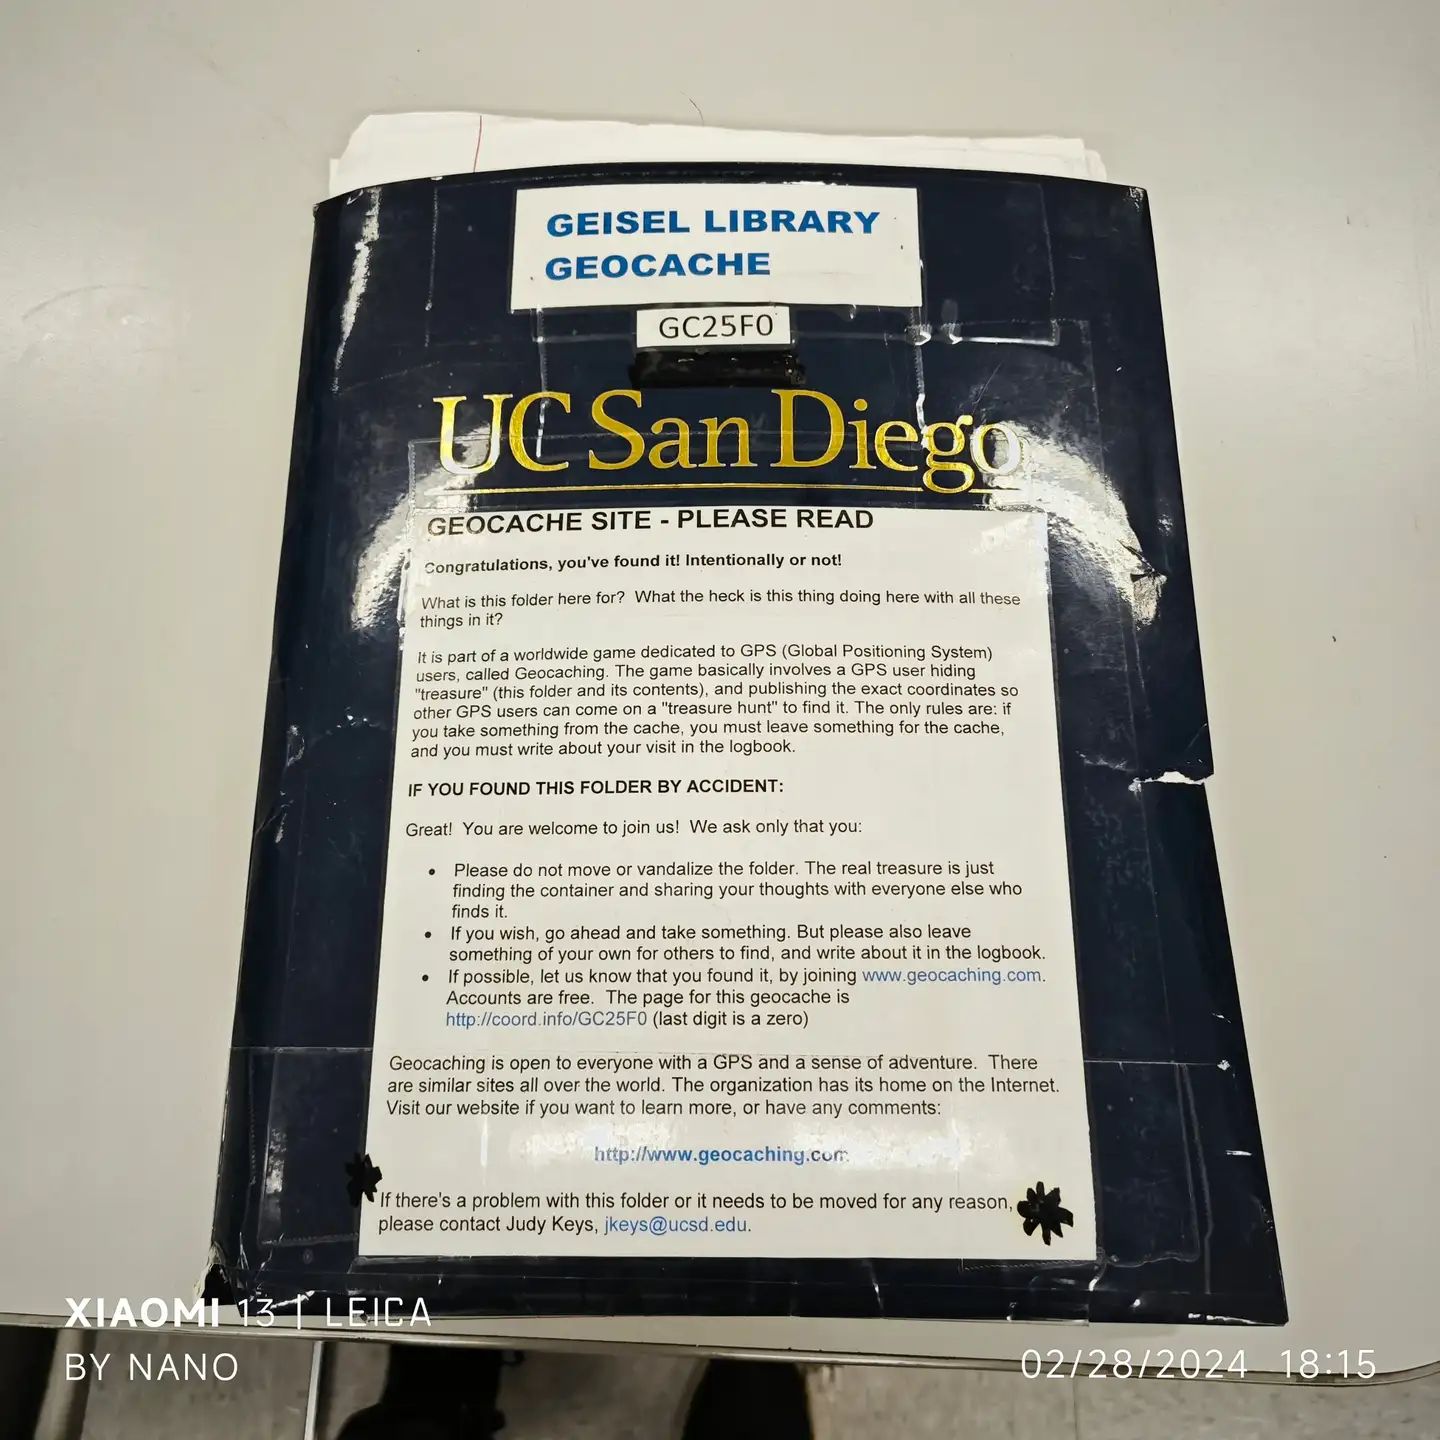 GEISEL LIBRARY
GEOCACHE
GC25F0
UC San Diego
GEOCACHE SITE - PLEASE READ
Congratulations, you've found it! Intentionally or not!
What is this folder here for?  What the heck is this thing doing here with all these
things in it?
It is part of a worldwide game dedicated to GPS (Global Positioning System)
users, called Geocaching. The game basically involves a GPS user hiding
"treasure" (this folder and its contents), and publishing the exact coordinates so
other GPS users can come on a "treasure hunt" to find it. The only rules are: if
you take something from the cache, you must leave something for the cache,
and you must write about your visit in the logbook.
IF YOU FOUND THIS FOLDER BY ACCIDENT:
Great!  You are welcome to join us!  We ask only that you:
• Please do not move or vandalize the folder. The real treasure is just
finding the container and sharing your thoughts with everyone else who
finds it.
• If you wish, go ahead and take something. But please also leave
something of your own for others to find, and write about it in the logbook.
• If possible, let us know that you found it, by joining www.geocaching.com.
Accounts are free.  The page for this geocache is
http://coord.info/GC25F0 (last digit is a zero)
Geocaching is open to everyone with a GPS and a sense of adventure.  There
are similar sites all over the world. The organization has its home on the Internet.
Visit our website if you want to learn more, or have any comments:
http://www.geocaching.com
If there's a problem with this folder or it needs to be moved for any reason,
please contact Judy Keys, jkeys@ucsd.edu.
XIAOMI 13 | LEICA
BY NANO
02/28/2024 18:15